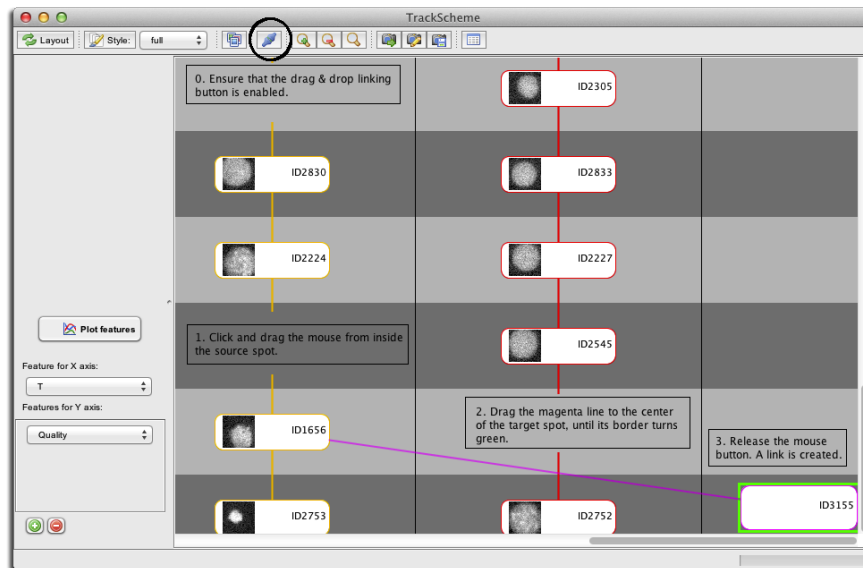 TrackScheme
Layout
Style:
full
0. Ensure that the drag & drop linking
button is enabled.
ID2305
ID2830
ID2833
ID2224
ID2227
Plot features
1. Click and drag the mouse from inside
the source spot.
ID2545
Feature for X axis:
T
Features for Y axis:
Quality
ID1656
2. Drag the magenta line to the center
of the target spot, until its border turns
green.
3. Release the mouse
button. A link is created.
ID2753
ID2752
ID3155